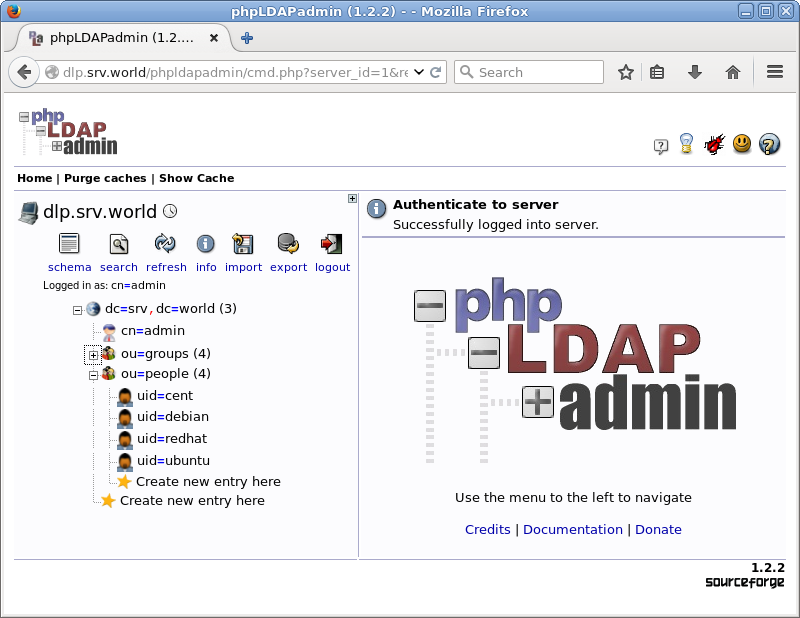 phpLDAPadmin (1.2.2) - - Mozilla Firefox
phpLDAPadmin (1.2....
dlp.srv.world/phpldapadmin/cmd.php?server_id=1&re
Search
php
LDAP
admin
Home | Purge caches | Show Cache
dlp.srv.world
schema search refresh info import export logout
Logged in as: cn=admin
dc=srv,dc=world (3)
cn=admin
ou=groups (4)
ou=people (4)
uid=cent
uid=debian
uid=redhat
uid=ubuntu
Create new entry here
Create new entry here
Authenticate to server
Successfully logged into server.
php
LDAP
admin
Use the menu to the left to navigate
Credits | Documentation | Donate
1.2.2
sourceforge